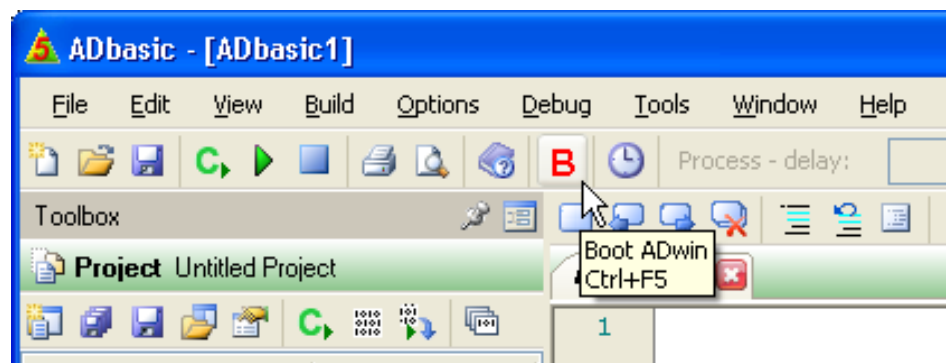 5 ADbasic - [ADbasic1]
File Edit View Build Options Debug Tools Window Help
C B Process - delay:
Toolbox
Boot ADwin
Ctrl+F5
Project Untitled Project
C
1